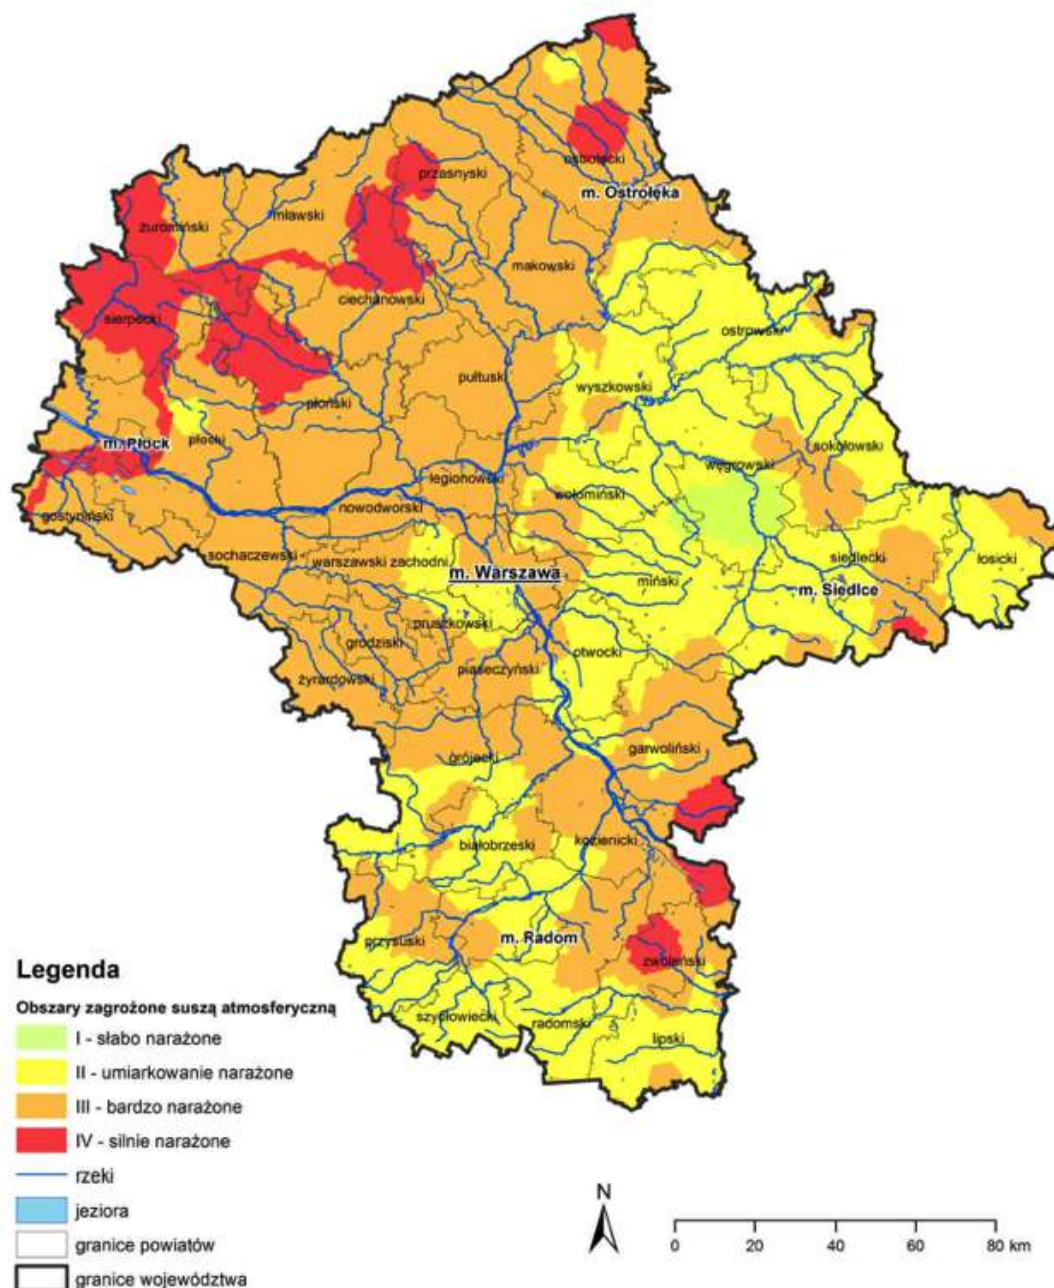 ostrołęcki
przasnyski
m. Ostrołęka
żuromiński
mławski
makowski
ciechanowski
sierpecki
ostrowski
pułtuski
wyszkowski
płoński
m. Płock
płocki
sokołowski
węgrowski
legionowski
wołomiński
nowodworski
gostyniński
sochaczewski
warszawski zachodni
siedlecki
łosicki
m. Warszawa
miński
m. Siedlce
pruszkowski
grodziski
otwocki
piaseczyński
żyrardowski
garwoliński
grójecki
białobrzeski
kozienicki
przysuski
m. Radom
zwoleński
szydłowiecki
radomski
lipski
Legenda
Obszary zagrożone suszą atmosferyczną
I - słabo narażone
II - umiarkowanie narażone
III - bardzo narażone
IV - silnie narażone
rzeki
jeziora
granice powiatów
granice województwa
N
0 20 40 60 80 km